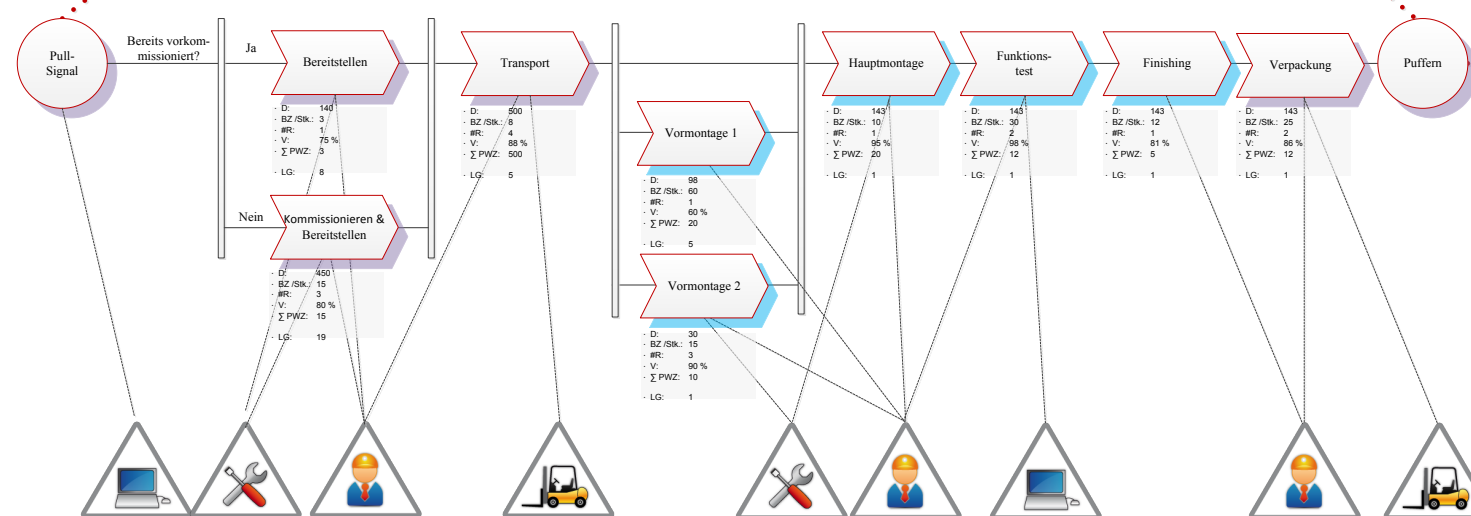 Pull-
Signal
Bereits vorkom-
missioniert?
Ja
Bereitstellen
· D: 140
· BZ /Stk.: 3
· #R: 1
· V: 75 %
· ∑ PWZ: 3
· LG: 8
Nein
Kommissionieren &
Bereitstellen
· D: 450
· BZ /Stk.: 15
· #R: 3
· V: 80 %
· ∑ PWZ: 15
· LG: 19
Transport
· D: 500
· BZ /Stk.: 8
· #R: 4
· V: 88 %
· ∑ PWZ: 500
· LG: 5
Vormontage 1
· D: 98
· BZ /Stk.: 60
· #R: 1
· V: 60 %
· ∑ PWZ: 20
· LG: 5
Vormontage 2
· D: 30
· BZ /Stk.: 15
· #R: 3
· V: 90 %
· ∑ PWZ: 10
· LG: 1
Hauptmontage
· D: 143
· BZ /Stk.: 10
· #R: 1
· V: 95 %
· ∑ PWZ: 20
· LG: 1
Funktions-
test
· D: 143
· BZ /Stk.: 30
· #R: 2
· V: 98 %
· ∑ PWZ: 12
· LG: 1
Finishing
· D: 143
· BZ /Stk.: 12
· #R: 1
· V: 81 %
· ∑ PWZ: 5
· LG: 1
Verpackung
· D: 143
· BZ /Stk.: 25
· #R: 2
· V: 86 %
· ∑ PWZ: 12
· LG: 1
Puffern